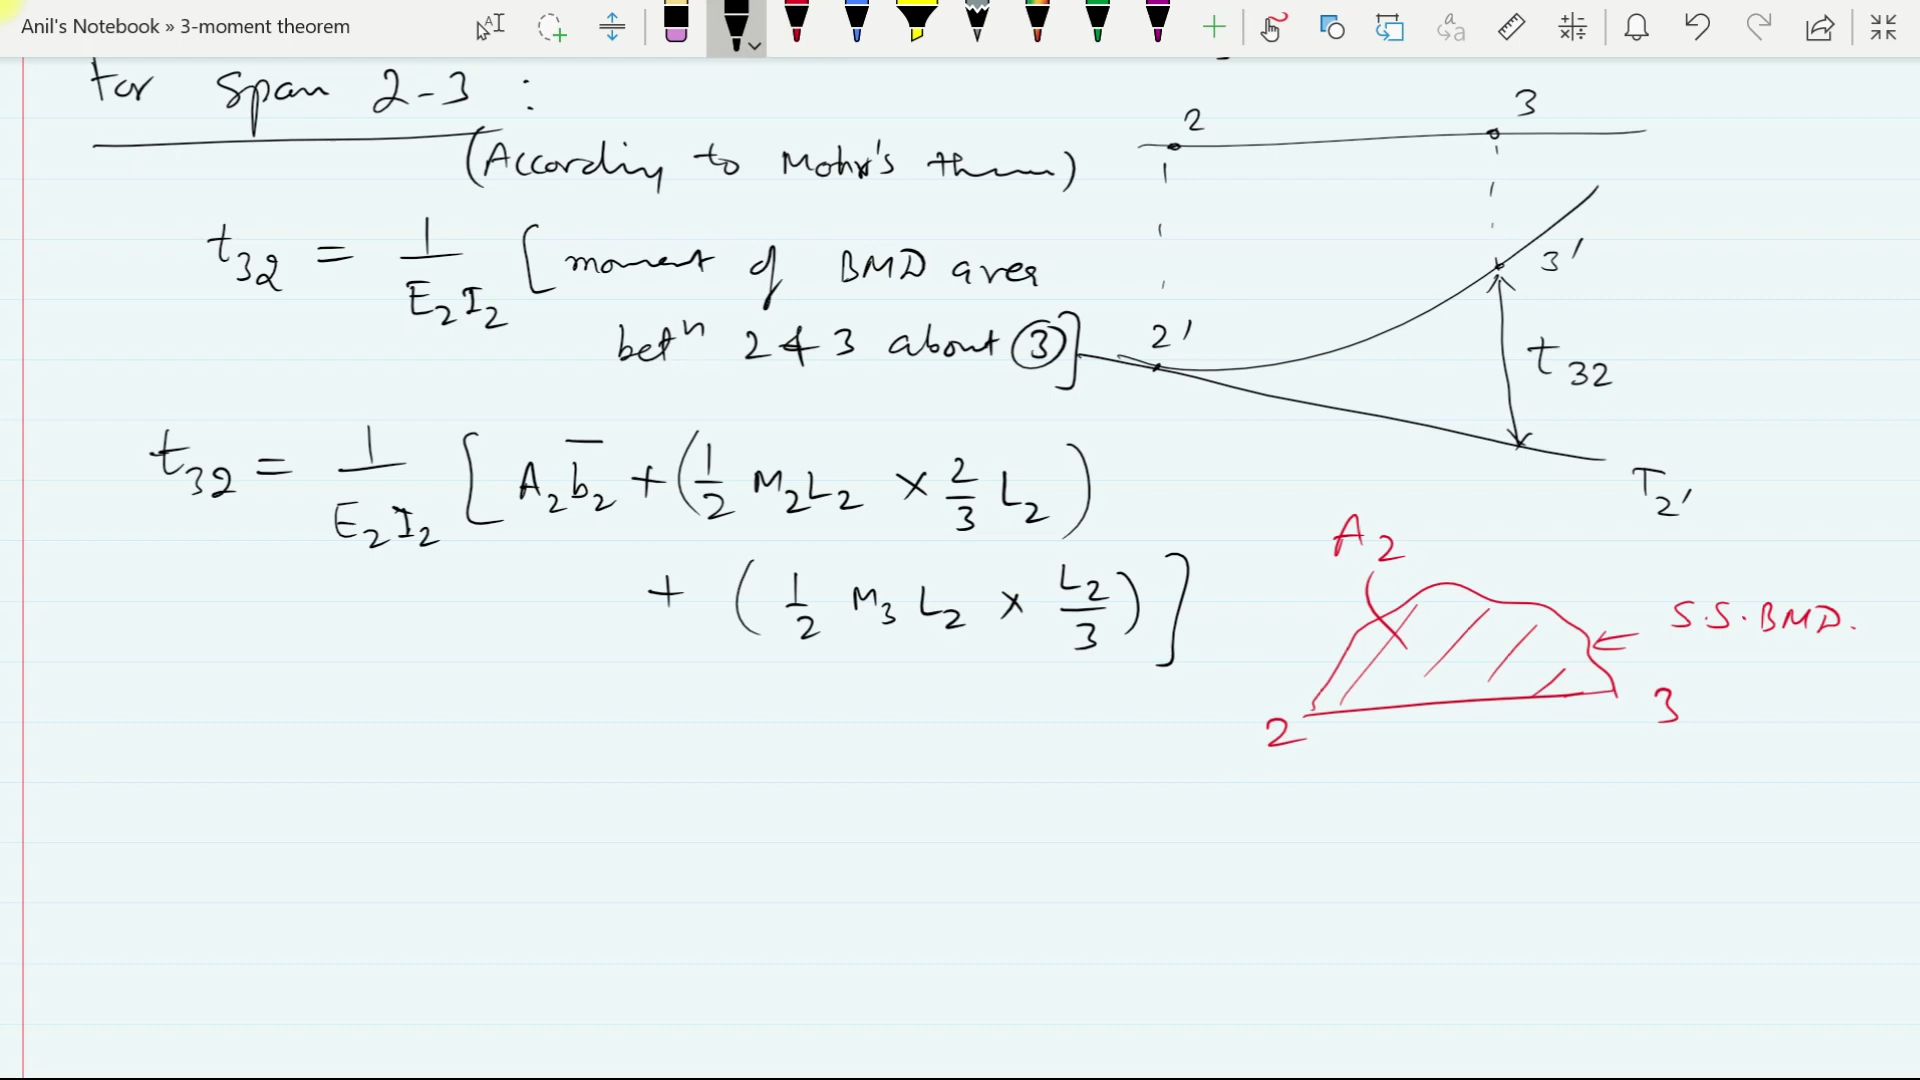 Anil's Notebook » 3-moment theorem
For Span 2-3 :
(According to Mohr's thm)
t₃₂ = 1/E₂I₂ [moment of BMD area
betⁿ 2 & 3 about ③]
t₃₂ = 1/E₂I₂ [A₂b̅₂ + (1/2 M₂L₂ × 2/3 L₂)
+ (1/2 M₃ L₂ × L₂/3)]
2
3
2'
3'
t₃₂
T₂'
A₂
S.S. BMD.
2
3